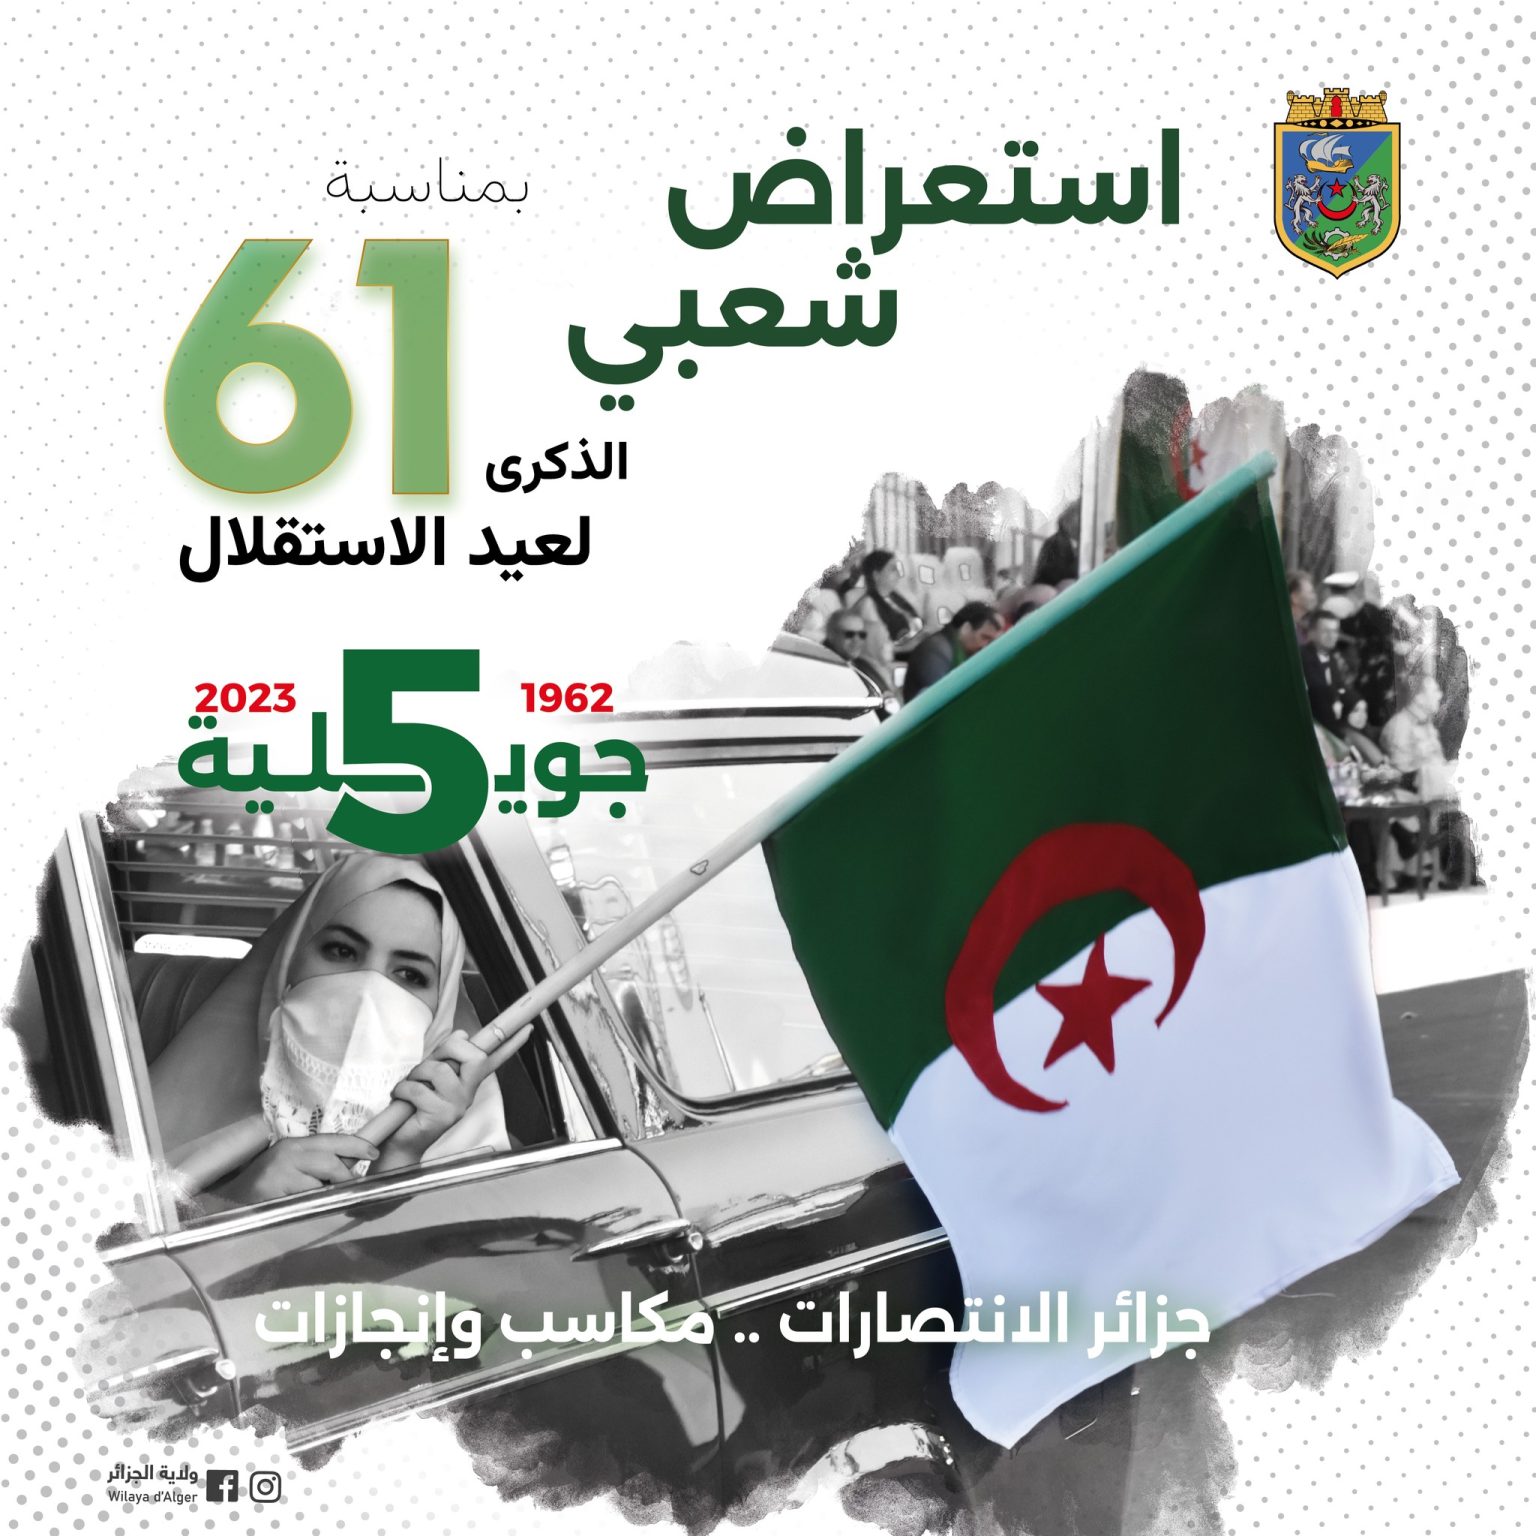 استعراض
شعبي
بمناسبة
الذكرى 61
لعيد الاستقلال
1962 2023
5 جويلية
جزائر الانتصارات .. مكاسب وإنجازات
ولاية الجزائر
Wilaya d'Alger